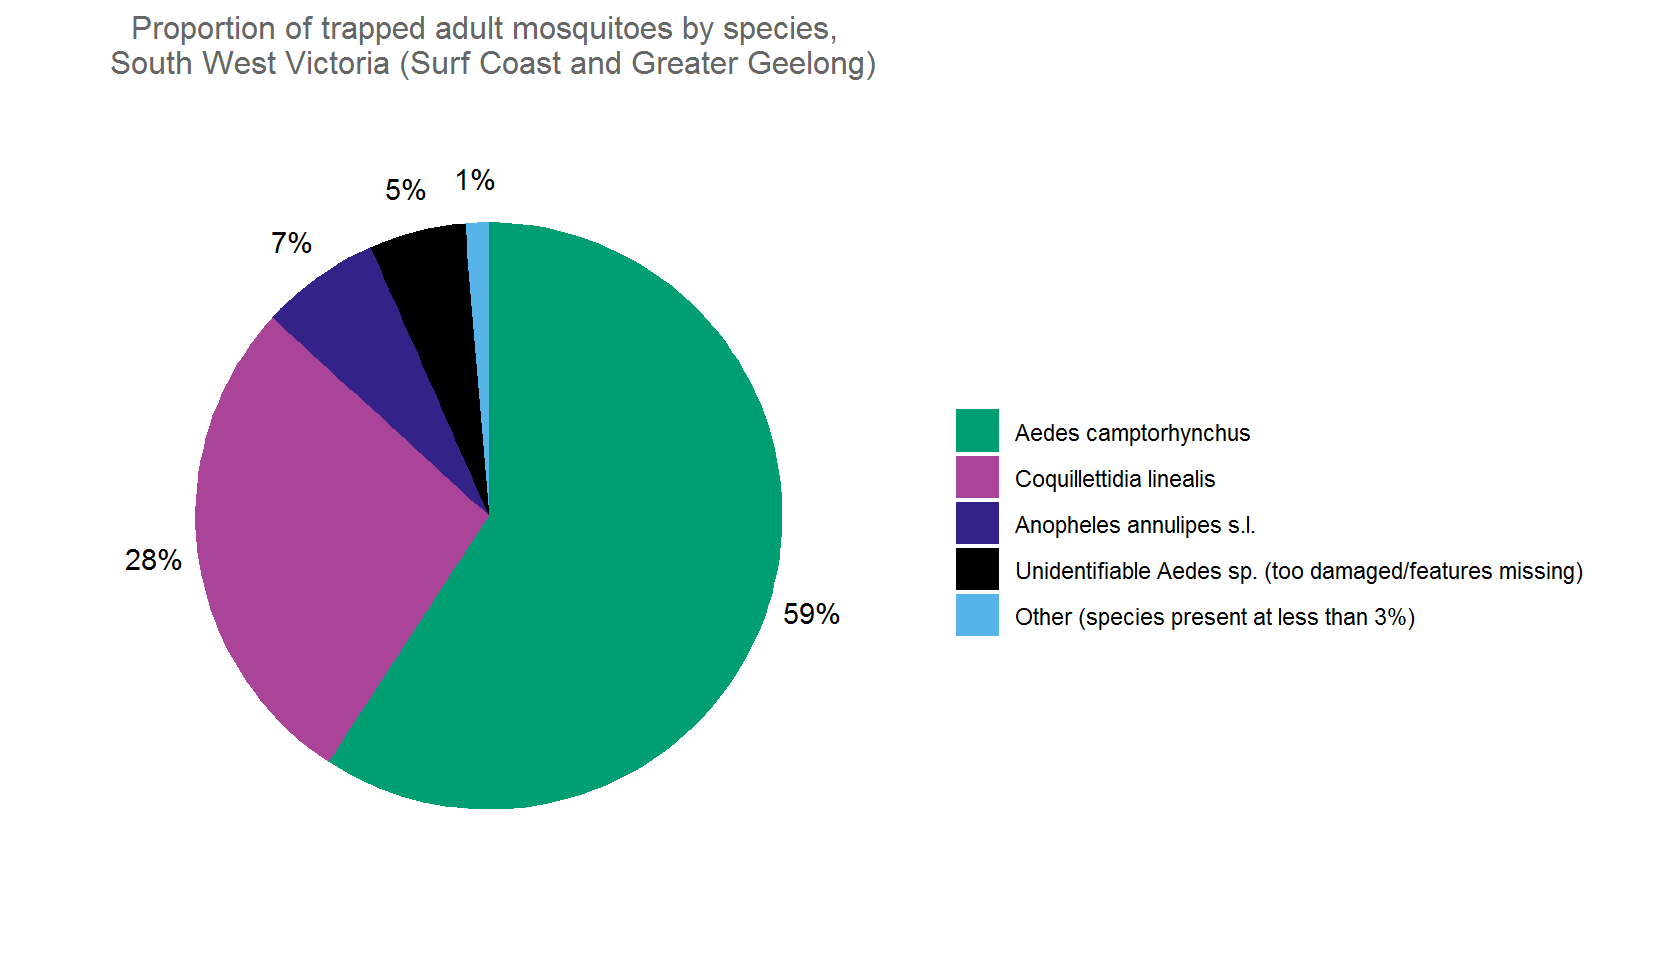 Proportion of trapped adult mosquitoes by species,
South West Victoria (Surf Coast and Greater Geelong)
1%
5%
7%
28%
59%
Aedes camptorhynchus
Coquillettidia linealis
Anopheles annulipes s.l.
Unidentifiable Aedes sp. (too damaged/features missing)
Other (species present at less than 3%)